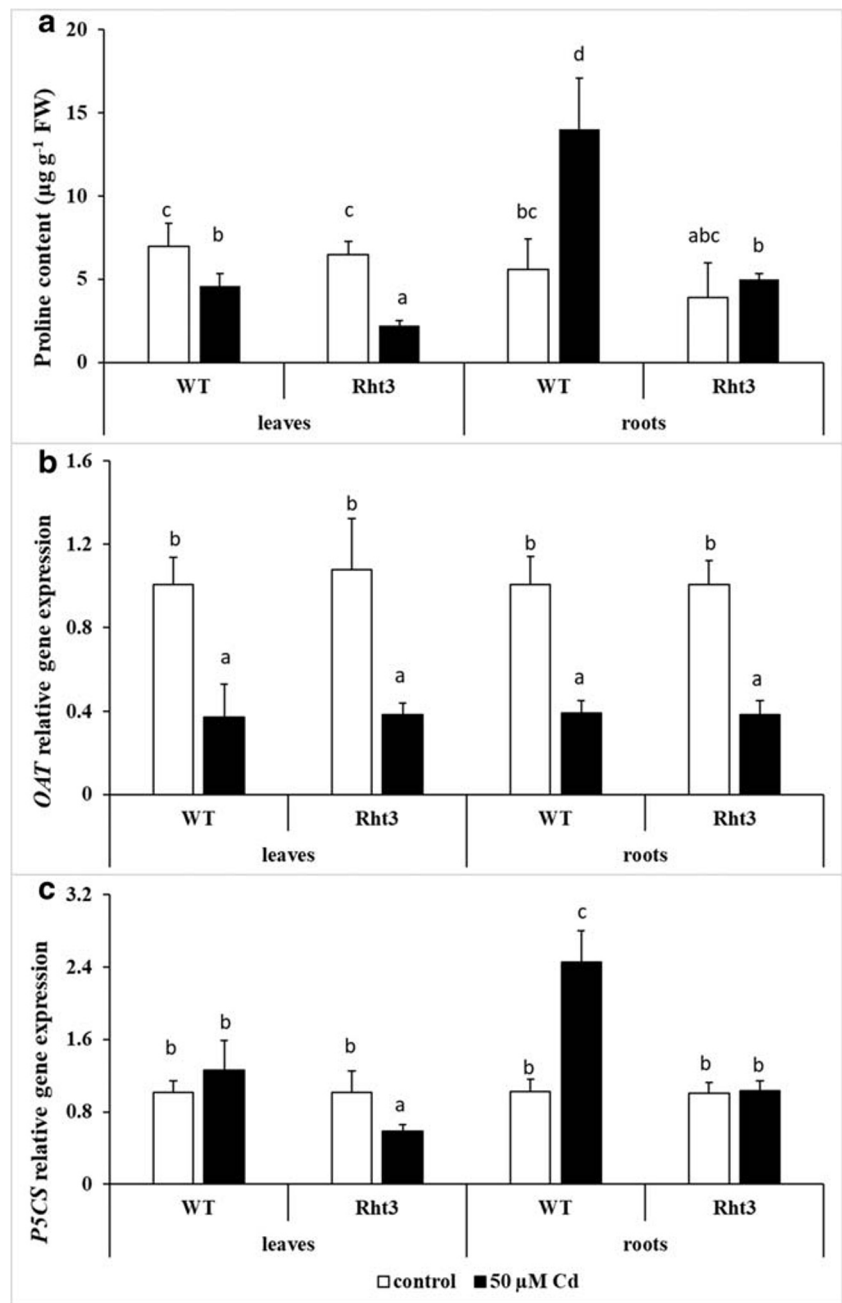 a
Proline content (µg g-1 FW)
20
15
10
5
0
c
b
c
a
bc
d
abc
b
WT
Rht3
WT
Rht3
leaves
roots
b
OAT relative gene expression
1.6
1.2
0.8
0.4
0
b
a
b
a
b
a
b
a
WT
Rht3
WT
Rht3
leaves
roots
c
P5CS relative gene expression
3.2
2.4
1.6
0.8
0
b
b
b
a
b
c
b
b
WT
Rht3
WT
Rht3
leaves
roots
control 50 µM Cd